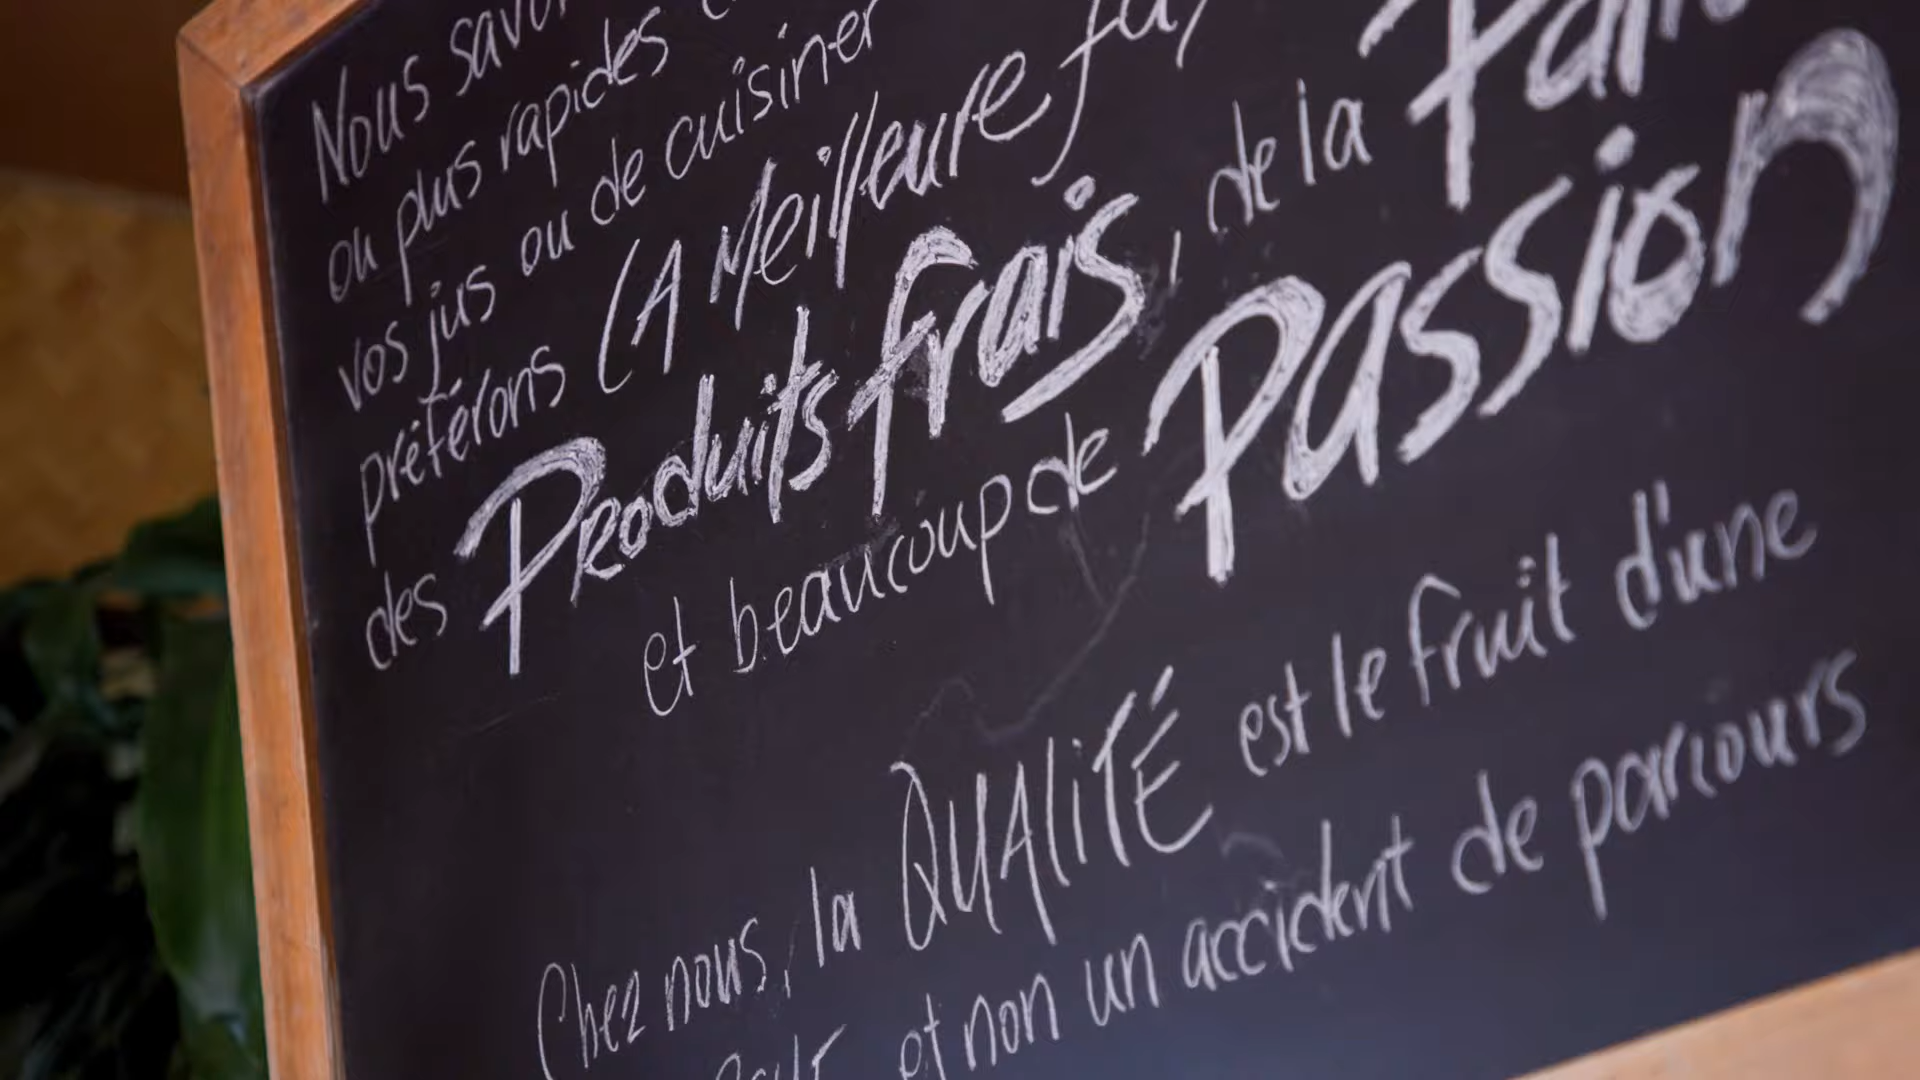 Nous
ou plus rapides
vos jus ou de cuisiner
préférons LA Meilleure
des Produits frais, de la
et beaucoup de Passion
Chez nous, la QUALiTÉ est le fruit d'une
et non un accident de parcours